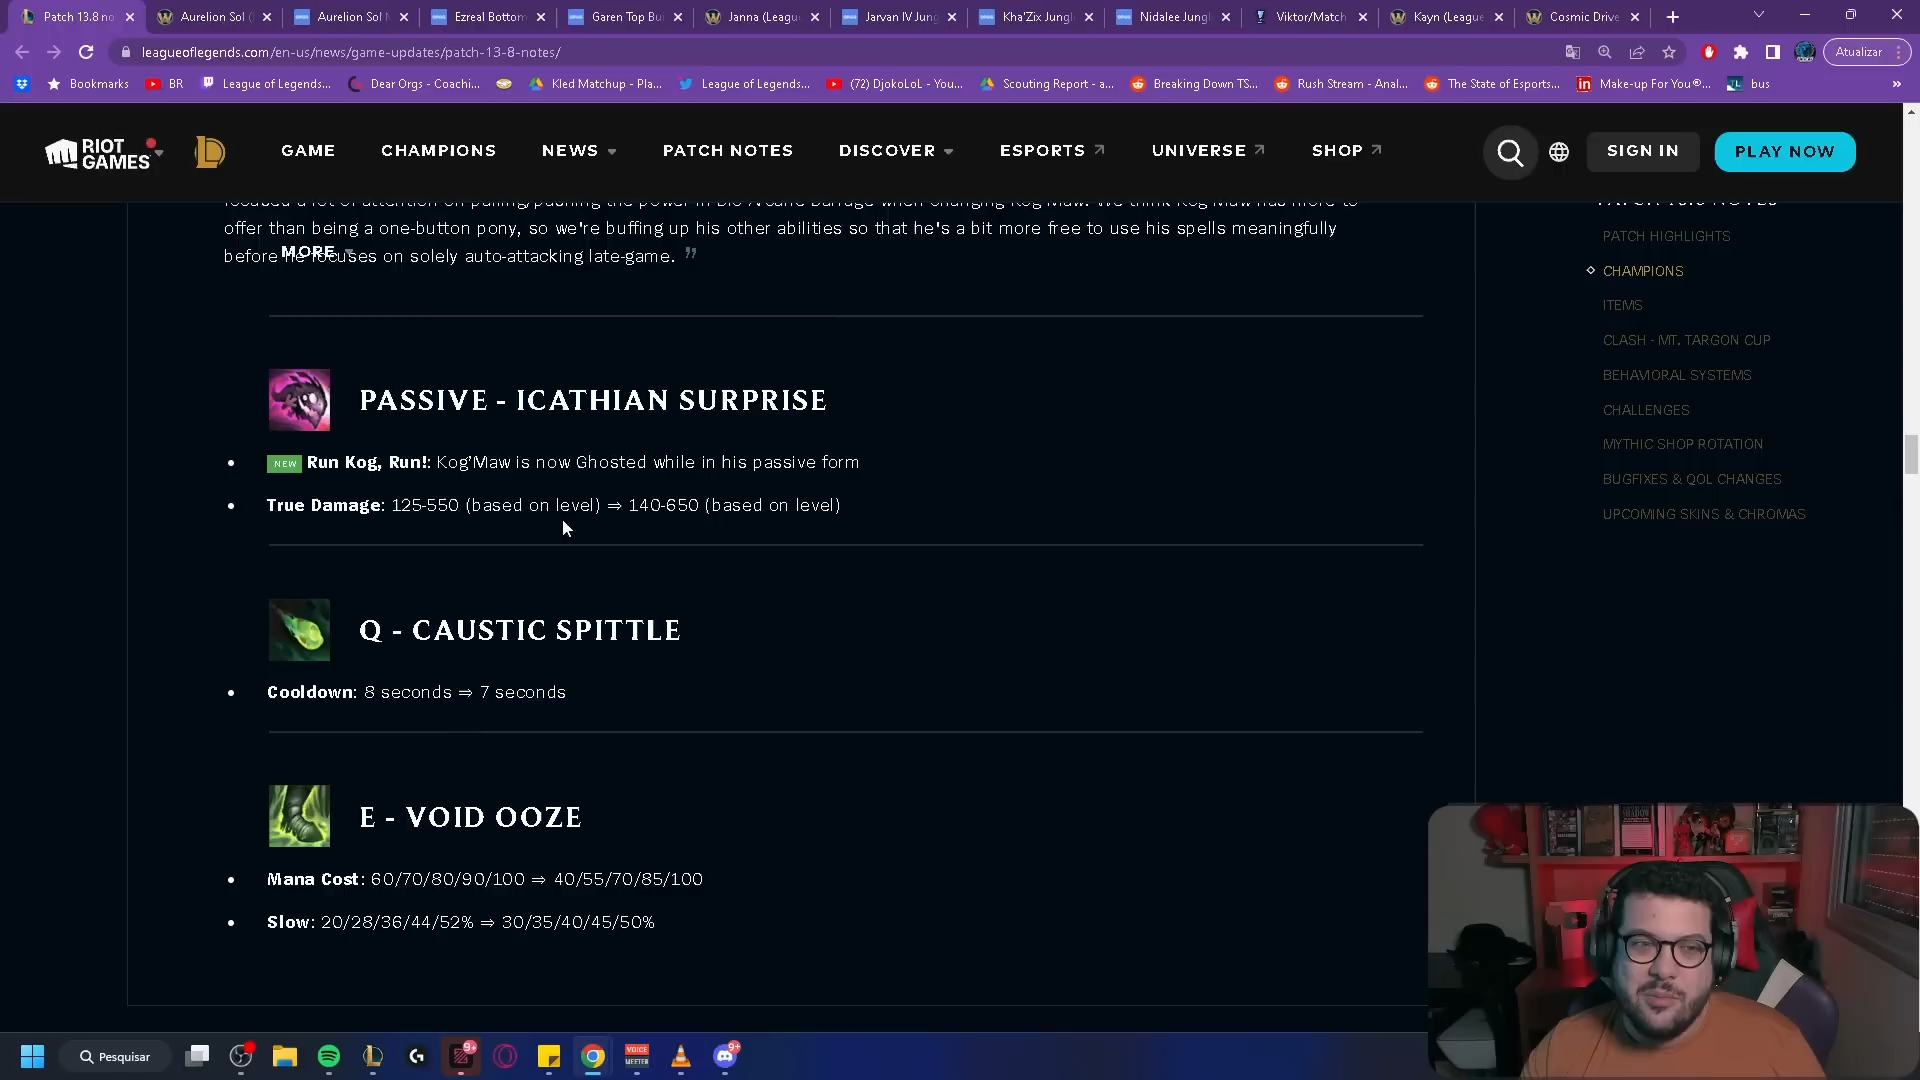 Patch 13.8 no
Aurelion Sol (
Aurelion Sol M
Ezreal Bottom
Garen Top Bui
Janna (Leagu
Jarvan IV Jung
Kha'Zix Jungl
Nidalee Jungl
Viktor/Match
Kayn (League
Cosmic Drive
leagueoflegends.com/en-us/news/game-updates/patch-13-8-notes/
Atualizar
Bookmarks
BR
League of Legends...
Dear Orgs - Coachi...
Kled Matchup - Pla...
League of Legends...
(72) DjokoLoL - You...
Scouting Report - a...
Breaking Down TS...
Rush Stream - Anal...
The State of Esports...
Make-up For You®...
bus
RIOT GAMES
GAME
CHAMPIONS
NEWS
PATCH NOTES
DISCOVER
ESPORTS
UNIVERSE
SHOP
SIGN IN
PLAY NOW
MORE
offer than being a one-button pony, so we're buffing up his other abilities so that he's a bit more free to use his spells meaningfully
before he focuses on solely auto-attacking late-game. ”
PASSIVE - ICATHIAN SURPRISE
NEW Run Kog, Run!: Kog'Maw is now Ghosted while in his passive form
True Damage: 125-550 (based on level) ⇒ 140-650 (based on level)
Q - CAUSTIC SPITTLE
Cooldown: 8 seconds ⇒ 7 seconds
E - VOID OOZE
Mana Cost: 60/70/80/90/100 ⇒ 40/55/70/85/100
Slow: 20/28/36/44/52% ⇒ 30/35/40/45/50%
PATCH HIGHLIGHTS
CHAMPIONS
ITEMS
CLASH - MT. TARGON CUP
BEHAVIORAL SYSTEMS
CHALLENGES
MYTHIC SHOP ROTATION
BUGFIXES & QOL CHANGES
UPCOMING SKINS & CHROMAS
Pesquisar
9+
VOICE
MEETER
9+